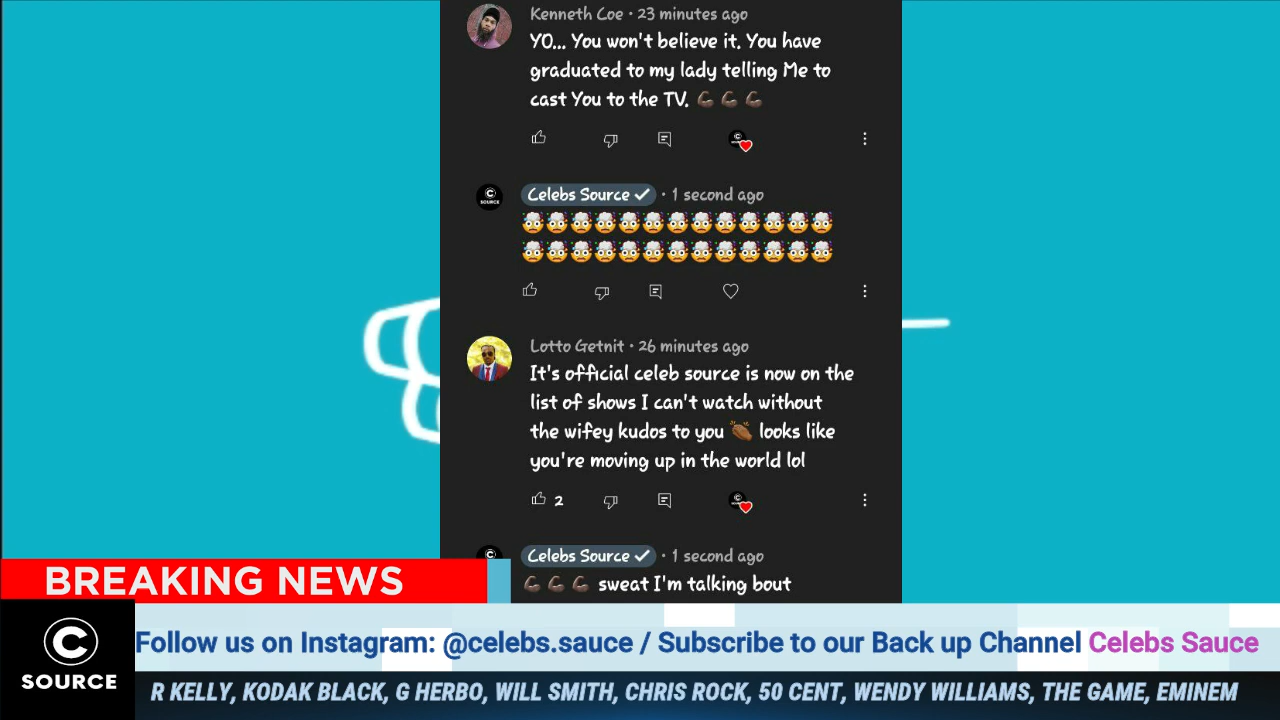 Kenneth Coe · 23 minutes ago
YO... You won't believe it. You have
graduated to my lady telling Me to
cast You to the TV. 💪🏿 💪🏿 💪🏿
Celebs Source ✓ · 1 second ago
🤯🤯🤯🤯🤯🤯🤯🤯🤯🤯🤯🤯🤯
🤯🤯🤯🤯🤯🤯🤯🤯🤯🤯🤯🤯🤯
Lotto Getnit · 26 minutes ago
It's official celeb source is now on the
list of shows I can't watch without
the wifey kudos to you 👏🏾 looks like
you're moving up in the world lol
2
Celebs Source ✓ · 1 second ago
💪🏿 💪🏿 💪🏿 sweat I'm talking bout
BREAKING NEWS
C
SOURCE
Follow us on Instagram: @celebs.sauce / Subscribe to our Back up Channel Celebs Sauce
R KELLY, KODAK BLACK, G HERBO, WILL SMITH, CHRIS ROCK, 50 CENT, WENDY WILLIAMS, THE GAME, EMINEM